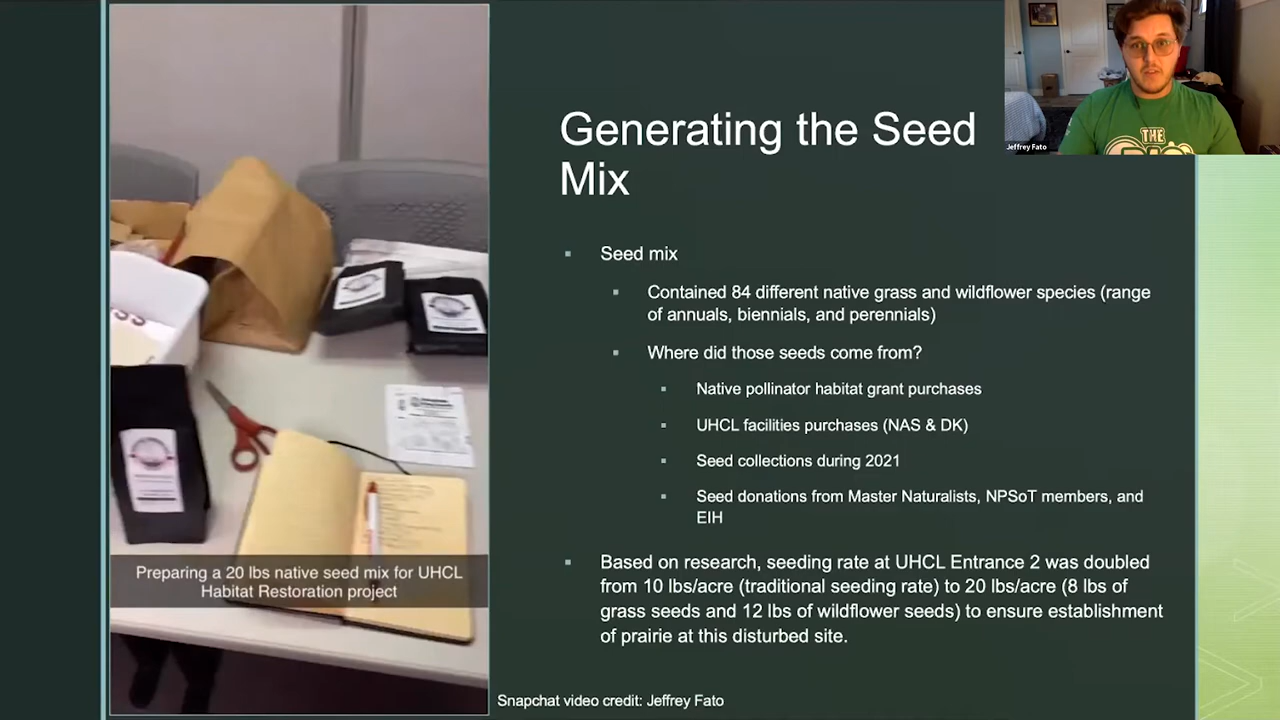 Generating the Seed
Mix
Jeffrey Fato
THE
Seed mix
Contained 84 different native grass and wildflower species (range
of annuals, biennials, and perennials)
Where did those seeds come from?
Native pollinator habitat grant purchases
UHCL facilities purchases (NAS & DK)
Seed collections during 2021
Seed donations from Master Naturalists, NPSoT members, and
EIH
Based on research, seeding rate at UHCL Entrance 2 was doubled
from 10 lbs/acre (traditional seeding rate) to 20 lbs/acre (8 lbs of
grass seeds and 12 lbs of wildflower seeds) to ensure establishment
of prairie at this disturbed site.
Preparing a 20 lbs native seed mix for UHCL
Habitat Restoration project
Snapchat video credit: Jeffrey Fato